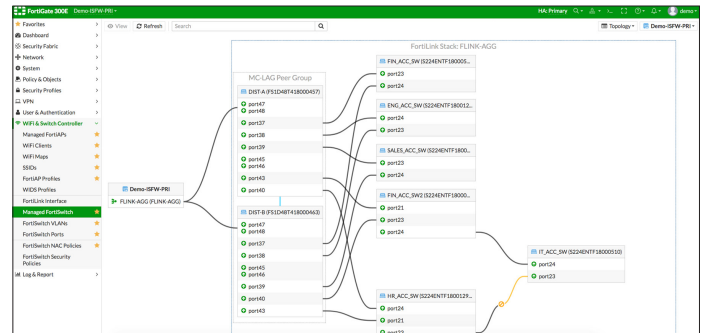 FortiGate 300E Demo-ISFW-PRI
HA: Primary
demo
Favorites
Dashboard
Security Fabric
Network
System
Policy & Objects
Security Profiles
VPN
User & Authentication
WiFi & Switch Controller
Managed FortiAPs
WiFi Clients
WiFi Maps
SSIDs
FortiAP Profiles
WIDS Profiles
FortiLink Interface
Managed FortiSwitch
FortiSwitch VLANs
FortiSwitch Ports
FortiSwitch NAC Policies
FortiSwitch Security
Policies
Log & Report
View Refresh Search
Topology Demo-ISFW-PRI
Demo-ISFW-PRI
FLINK-AGG (FLINK-AGG)
FortiLink Stack: FLINK-AGG
MC-LAG Peer Group
DIST-A (FS1D48T418000457)
port47
port48
port37
port38
port39
port45
port46
port43
port40
DIST-B (FS1D48T418000463)
port47
port48
port37
port38
port45
port46
port39
port40
port43
FIN_ACC_SW (S224ENTF180005...
port23
port24
ENG_ACC_SW (S224ENTF180012...
port24
port23
SALES_ACC_SW (S224ENTF1800...
port23
port24
FIN_ACC_SW2 (S224ENTF18000...
port21
port23
port24
HR_ACC_SW (S224ENTF1800129...
port24
port21
port23
IT_ACC_SW (S224ENTF18000510)
port24
port23